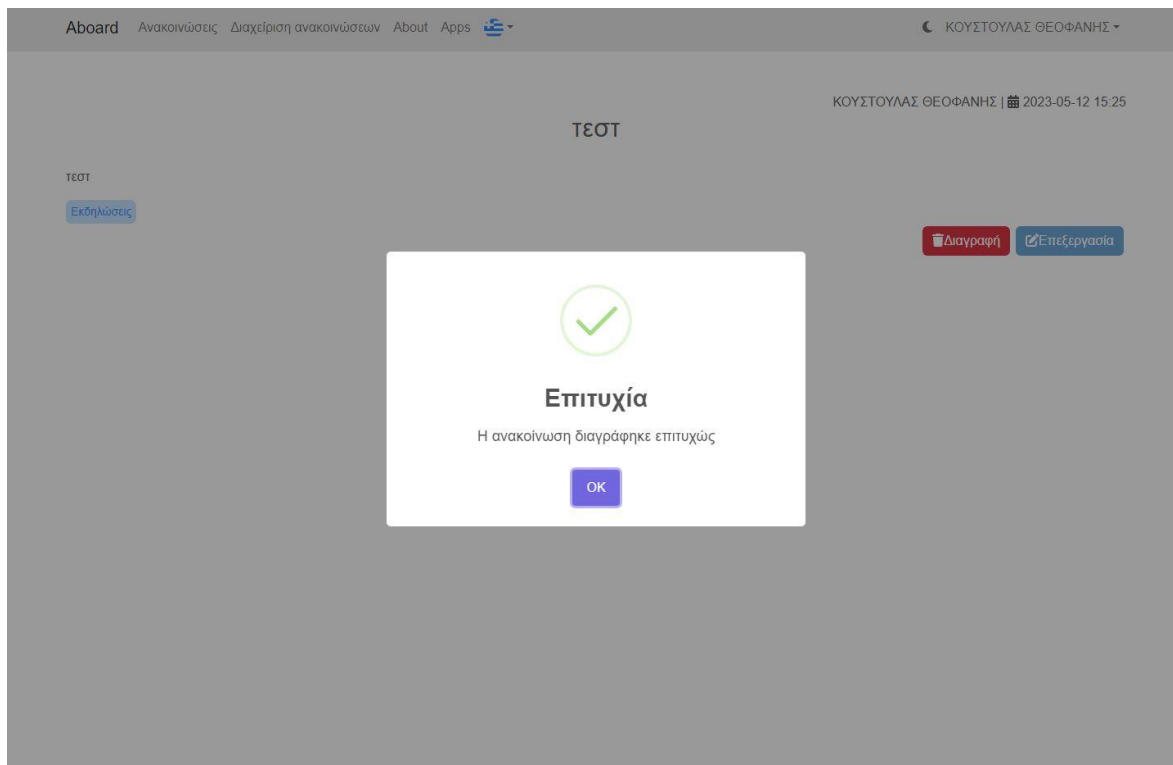 Aboard Ανακοινώσεις Διαχείριση ανακοινώσεων About Apps ΚΟΥΣΤΟΥΛΑΣ ΘΕΟΦΑΝΗΣ
ΚΟΥΣΤΟΥΛΑΣ ΘΕΟΦΑΝΗΣ | 2023-05-12 15:25
τεστ
τεστ
Εκδηλώσεις
Διαγραφή Επεξεργασία
Επιτυχία
Η ανακοίνωση διαγράφηκε επιτυχώς
OK